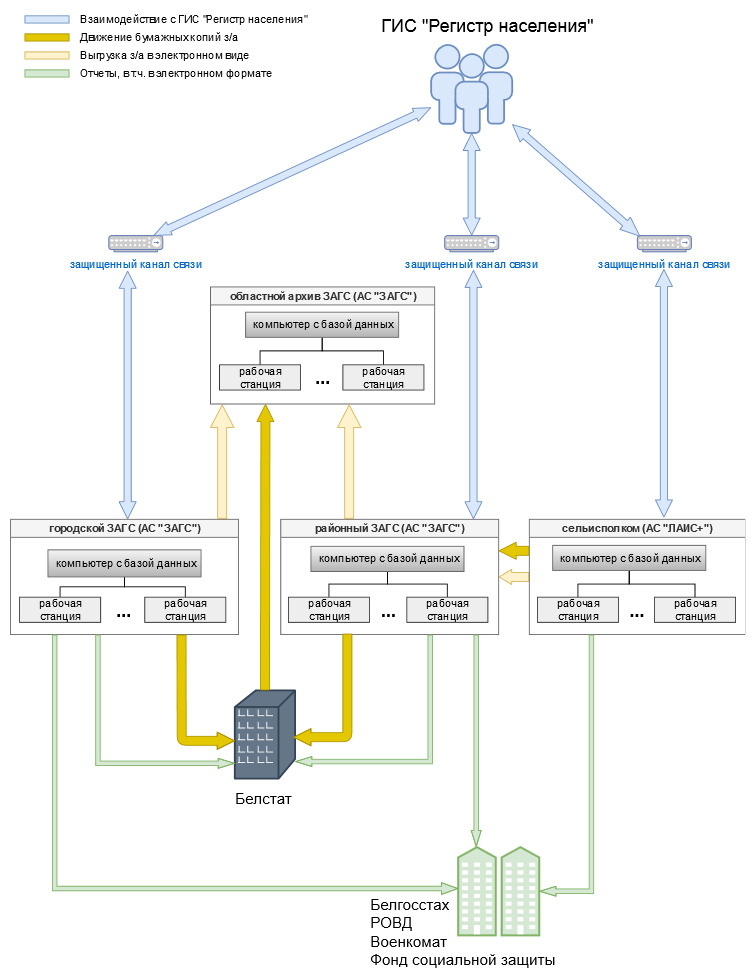 Взаимодействие с ГИС "Регистр населения"
Движение бумажных копий з/а
Выгрузка з/а в электронном виде
Отчеты, в т.ч. в электронном формате
ГИС "Регистр населения"
защищенный канал связи
защищенный канал связи
защищенный канал связи
областной архив ЗАГС (АС "ЗАГС")
компьютер с базой данных
рабочая
станция
...
рабочая
станция
городской ЗАГС (АС "ЗАГС")
компьютер с базой данных
рабочая
станция
...
рабочая
станция
районный ЗАГС (АС "ЗАГС")
компьютер с базой данных
рабочая
станция
...
рабочая
станция
сельисполком (АС "ЛАИС+")
компьютер с базой данных
рабочая
станция
...
рабочая
станция
Белстат
Белгосстах
РОВД
Военкомат
Фонд социальной защиты